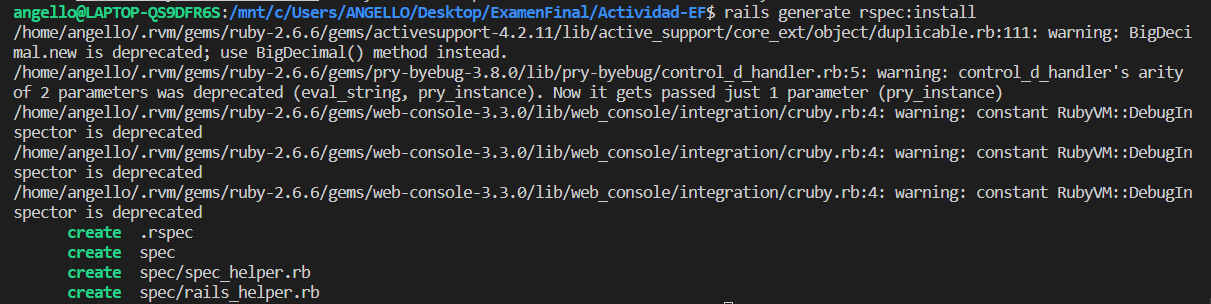 angello@LAPTOP-QS9DFR6S:/mnt/c/Users/ANGELLO/Desktop/ExamenFinal/Actividad-EF$ rails generate rspec:install
/home/angello/.rvm/gems/ruby-2.6.6/gems/activesupport-4.2.11/lib/active_support/core_ext/object/duplicable.rb:111: warning: BigDeci
mal.new is deprecated; use BigDecimal() method instead.
/home/angello/.rvm/gems/ruby-2.6.6/gems/pry-byebug-3.8.0/lib/pry-byebug/control_d_handler.rb:5: warning: control_d_handler's arity
of 2 parameters was deprecated (eval_string, pry_instance). Now it gets passed just 1 parameter (pry_instance)
/home/angello/.rvm/gems/ruby-2.6.6/gems/web-console-3.3.0/lib/web_console/integration/cruby.rb:4: warning: constant RubyVM::DebugIn
spector is deprecated
/home/angello/.rvm/gems/ruby-2.6.6/gems/web-console-3.3.0/lib/web_console/integration/cruby.rb:4: warning: constant RubyVM::DebugIn
spector is deprecated
/home/angello/.rvm/gems/ruby-2.6.6/gems/web-console-3.3.0/lib/web_console/integration/cruby.rb:4: warning: constant RubyVM::DebugIn
spector is deprecated
create .rspec
create spec
create spec/spec_helper.rb
create spec/rails_helper.rb